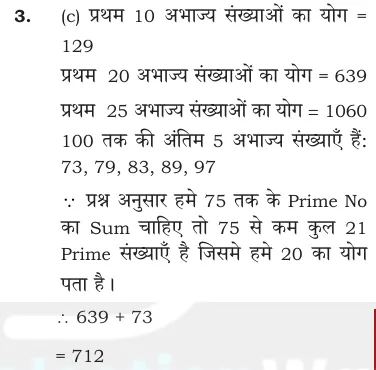 3. (c) प्रथम 10 अभाज्य संख्याओं का योग =
129
प्रथम 20 अभाज्य संख्याओं का योग = 639
प्रथम 25 अभाज्य संख्याओं का योग = 1060
100 तक की अंतिम 5 अभाज्य संख्याएँ हैं:
73, 79, 83, 89, 97
∵ प्रश्न अनुसार हमे 75 तक के Prime No
का Sum चाहिए तो 75 से कम कुल 21
Prime संख्याएँ है जिसमे हमे 20 का योग
पता है।
∴ 639 + 73
= 712